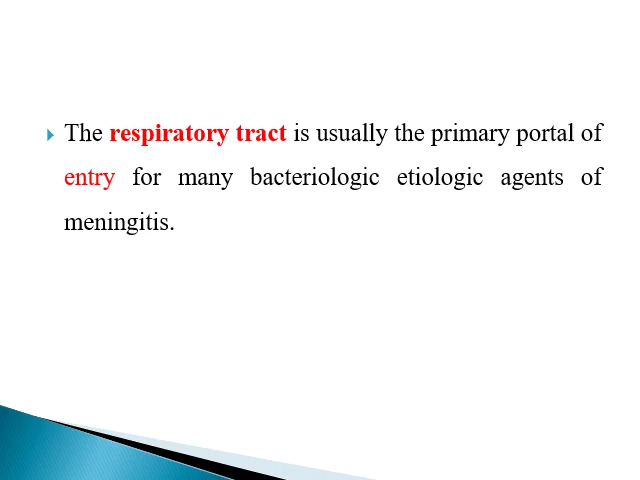 The respiratory tract is usually the primary portal of
entry for many bacteriologic etiologic agents of
meningitis.